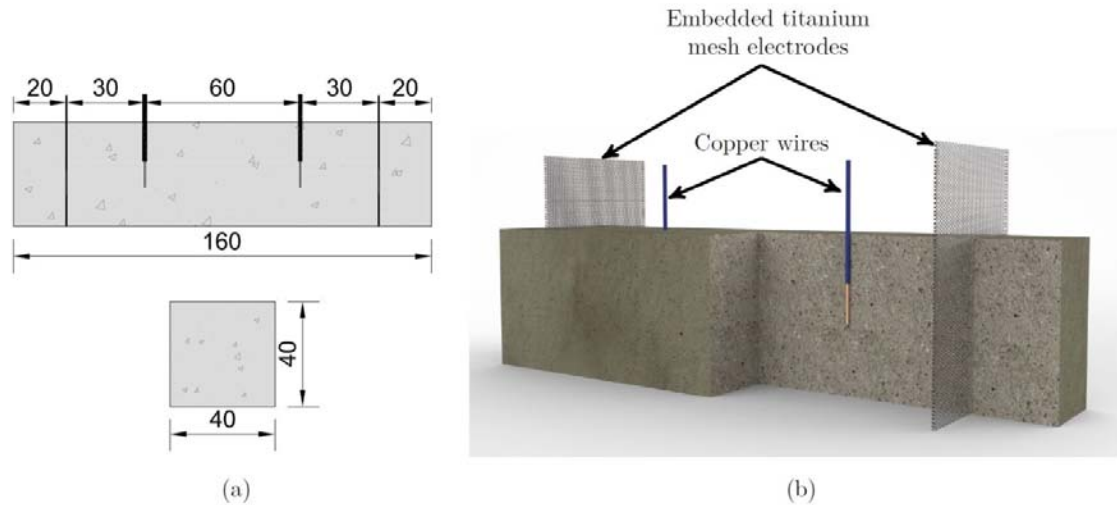 Embedded titanium
mesh electrodes
20 30 60 30 20
Copper wires
160
40
40
(a) (b)